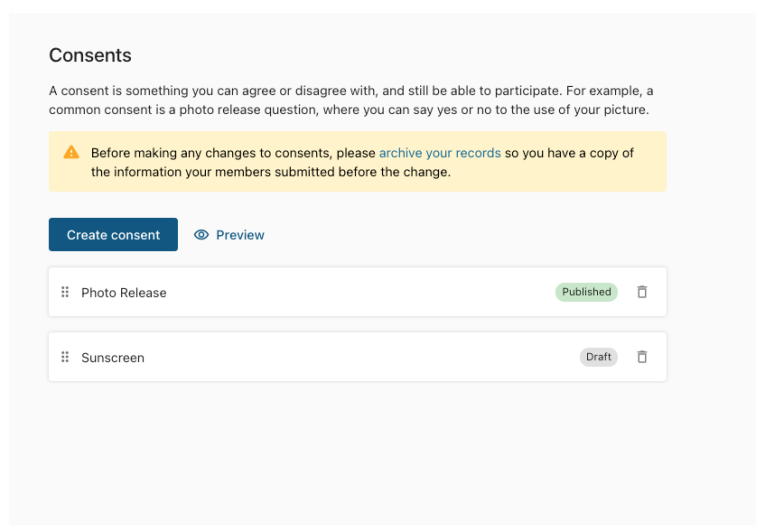 Consents
A consent is something you can agree or disagree with, and still be able to participate. For example, a
common consent is a photo release question, where you can say yes or no to the use of your picture.
Before making any changes to consents, please archive your records so you have a copy of
the information your members submitted before the change.
Create consent Preview
Photo Release Published
Sunscreen Draft